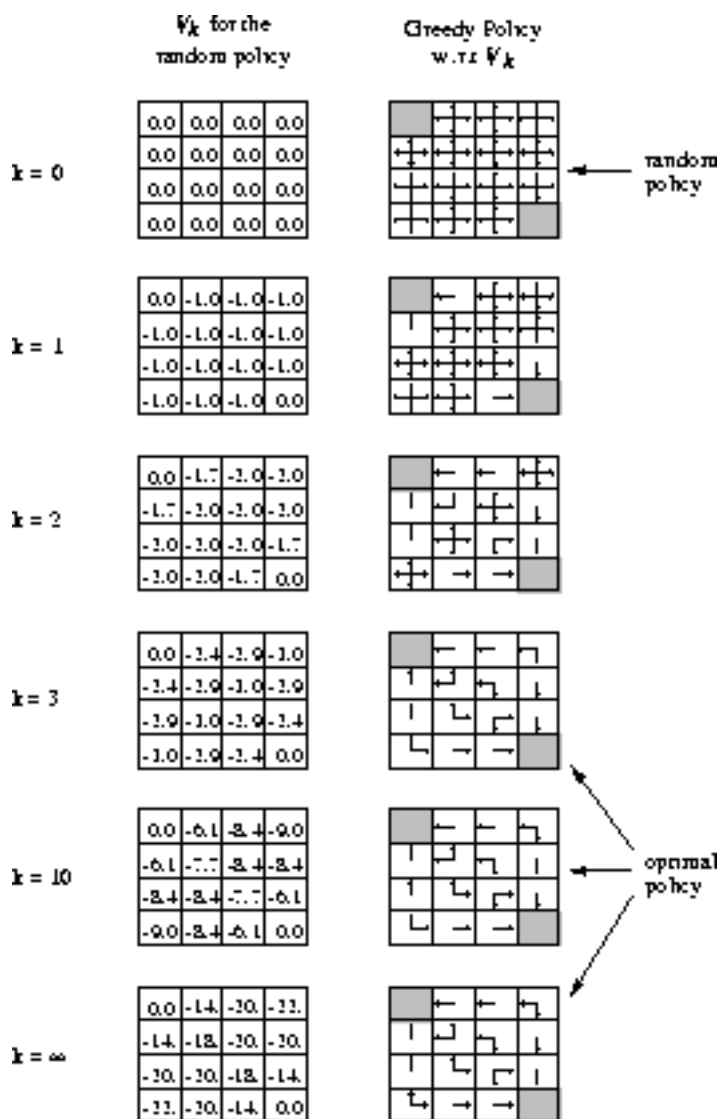 Vk for the
random policy
Greedy Policy
w.r.t. Vk
k = 0
0.0 0.0 0.0 0.0
0.0 0.0 0.0 0.0
0.0 0.0 0.0 0.0
0.0 0.0 0.0 0.0
random
policy
k = 1
0.0 -1.0 -1.0 -1.0
-1.0 -1.0 -1.0 -1.0
-1.0 -1.0 -1.0 -1.0
-1.0 -1.0 -1.0 0.0
k = 2
0.0 -1.7 -2.0 -2.0
-1.7 -2.0 -2.0 -2.0
-2.0 -2.0 -2.0 -1.7
-2.0 -2.0 -1.7 0.0
k = 3
0.0 -2.4 -2.9 -3.0
-2.4 -2.9 -3.0 -2.9
-2.9 -3.0 -2.9 -2.4
-3.0 -2.9 -2.4 0.0
k = 10
0.0 -6.1 -8.4 -9.0
-6.1 -7.7 -8.4 -8.4
-8.4 -8.4 -7.7 -6.1
-9.0 -8.4 -6.1 0.0
optimal
policy
k = ∞
0.0 -14. -20. -22.
-14. -18. -20. -20.
-20. -20. -18. -14.
-22. -20. -14. 0.0